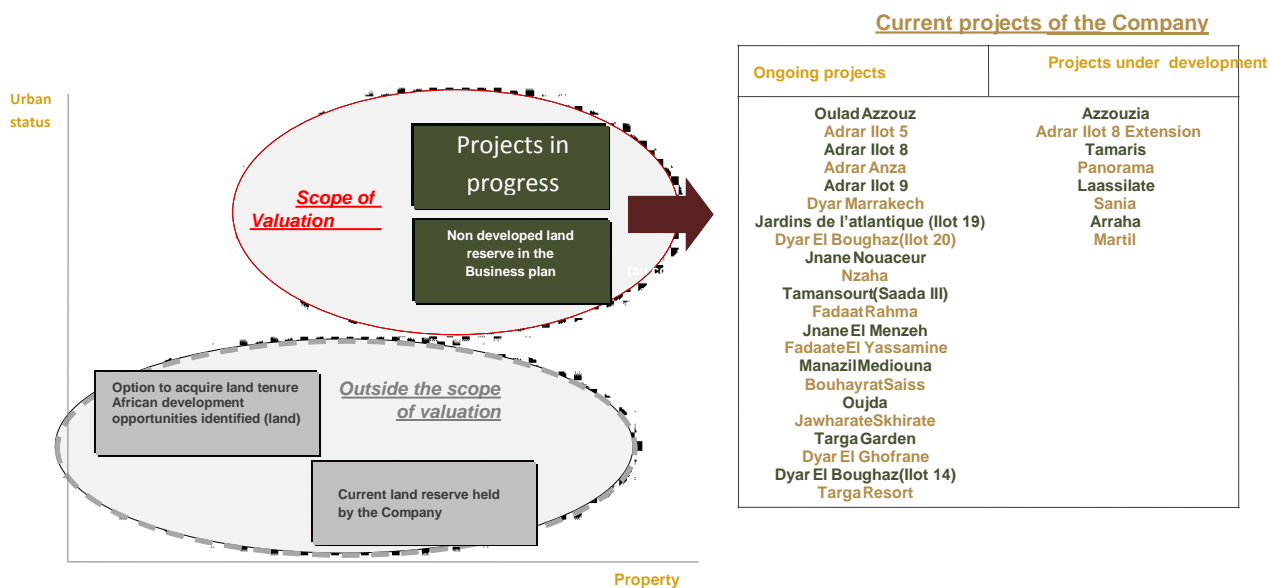 Current projects of the Company
Ongoing projects
Projects under development
Urban
status
Projects in
progress
Scope of
Valuation
Non developed land
reserve in the
Business plan
Oulad Azzouz
Adrar Ilot 5
Adrar Ilot 8
Adrar Anza
Adrar Ilot 9
Dyar Marrakech
Jardins de l’atlantique (Ilot 19)
Dyar El Boughaz(Ilot 20)
Jnane Nouaceur
Nzaha
Tamansourt(Saada III)
Fadaat Rahma
Jnane El Menzeh
Fadaate El Yassamine
Manazil Mediouna
Bouhayrat Saiss
Oujda
Jawharate Skhirate
Targa Garden
Dyar El Ghofrane
Dyar El Boughaz(Ilot 14)
Targa Resort
Azzouzia
Adrar Ilot 8 Extension
Tamaris
Panorama
Laassilate
Sania
Arraha
Martil
Option to acquire land tenure
African development
opportunities identified (land)
Outside the scope
of valuation
Current land reserve held
by the Company
Property